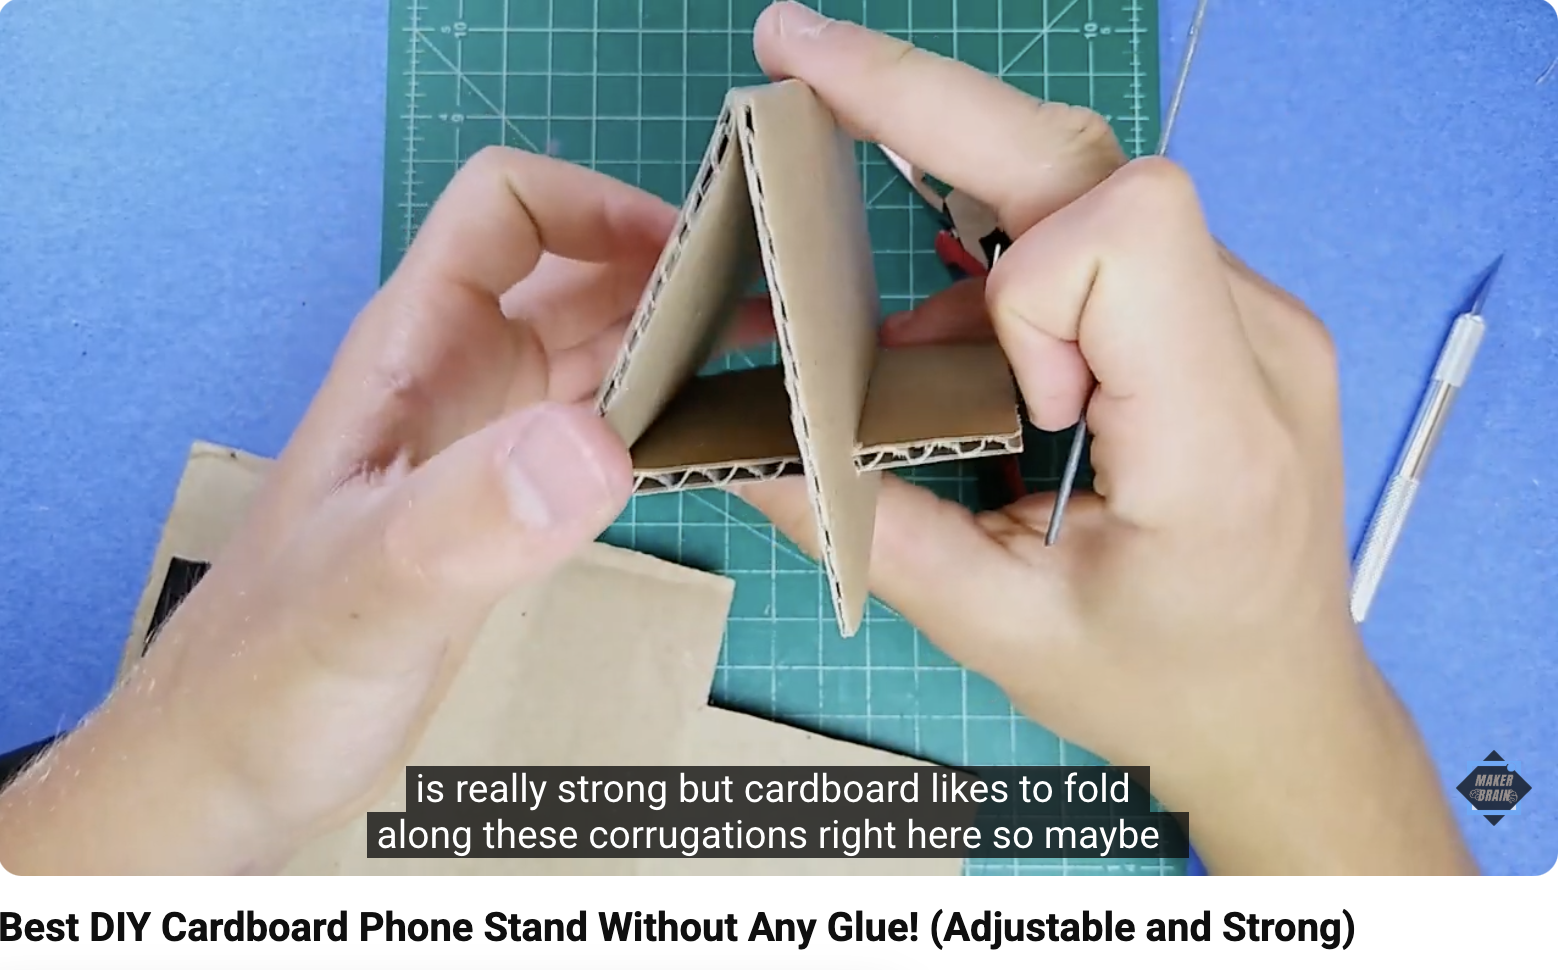 10
10
9
is really strong but cardboard likes to fold
along these corrugations right here so maybe
MAKER
BRAIN
Best DIY Cardboard Phone Stand Without Any Glue! (Adjustable and Strong)